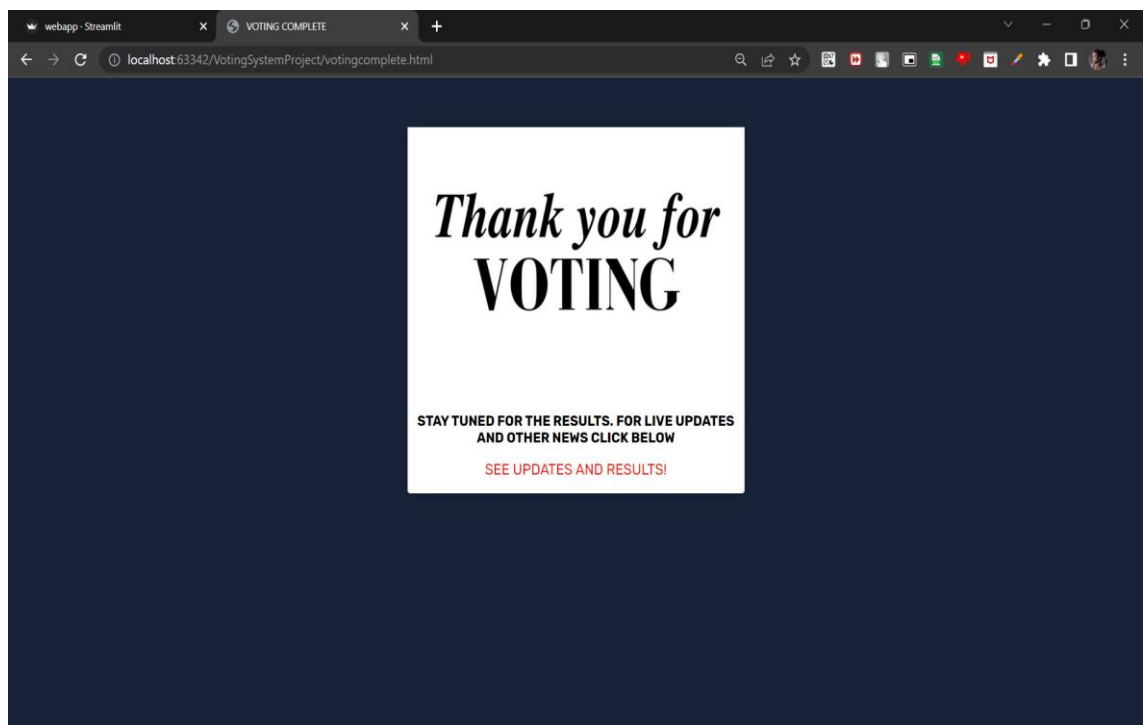 webapp · Streamlit
VOTING COMPLETE
localhost:63342/VotingSystemProject/votingcomplete.html
Thank you for
VOTING
STAY TUNED FOR THE RESULTS. FOR LIVE UPDATES
AND OTHER NEWS CLICK BELOW
SEE UPDATES AND RESULTS!